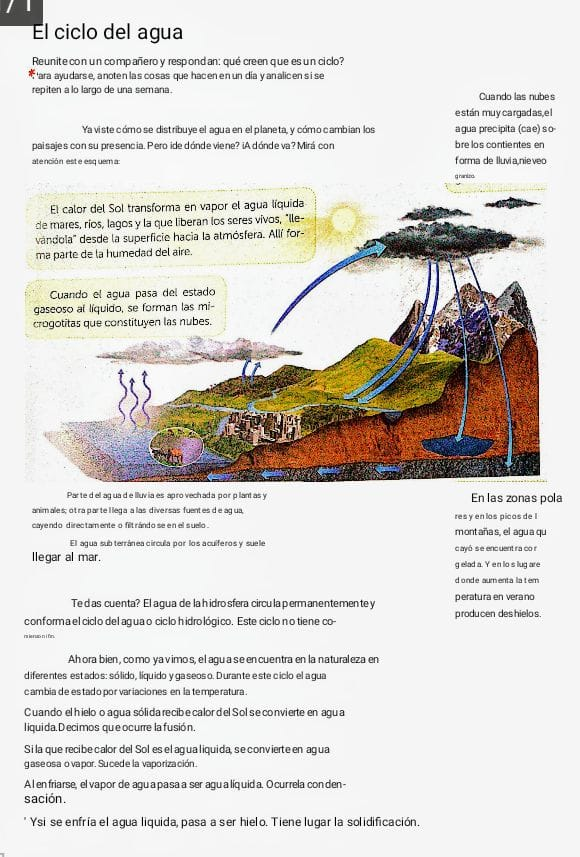 1/1
El ciclo del agua
Reunite con un compañero y respondan: qué creen que es un ciclo?
* Para ayudarse, anoten las cosas que hacen en un día y analicen si se
repiten a lo largo de una semana.
Cuando las nubes
están muy cargadas, el
agua precipita (cae) so-
bre los contientes en
forma de lluvia, nieve o
granizo.
Ya viste cómo se distribuye el agua en el planeta, y cómo cambian los
paisajes con su presencia. Pero ide dónde viene? iA dónde va? Mirá con
atención este esquema:
El calor del Sol transforma en vapor el agua líquida
de mares, ríos, lagos y la que liberan los seres vivos, "lle-
vándola" desde la superficie hacia la atmósfera. Allí for-
ma parte de la humedad del aire.
Cuando el agua pasa del estado
gaseoso al líquido, se forman las mi-
crogotitas que constituyen las nubes.
Parte del agua de lluvia es aprovechada por plantas y
animales; otra parte llega a las diversas fuentes de agua,
cayendo directamente o filtrándose en el suelo.
El agua subterránea circula por los acuíferos y suele
llegar al mar.
En las zonas pola
res y en los picos de l
montañas, el agua qu
cayó se encuentra cor
gelada. Y en los lugare
donde aumenta la tem
peratura en verano
producen deshielos.
Te das cuenta? El agua de la hidrosfera circula permanentemente y
conforma el ciclo del agua o ciclo hidrológico. Este ciclo no tiene co-
mienzo ni fin.
Ahora bien, como ya vimos, el agua se encuentra en la naturaleza en
diferentes estados: sólido, líquido y gaseoso. Durante este ciclo el agua
cambia de estado por variaciones en la temperatura.
Cuando el hielo o agua sólida recibe calor del Sol se convierte en agua
liquida. Decimos que ocurre la fusión.
Si la que recibe calor del Sol es el agua liquida, se convierte en agua
gaseosa o vapor. Sucede la vaporización.
Al enfriarse, el vapor de agua pasa a ser agua líquida. Ocurre la conden-
sación.
' Y si se enfría el agua liquida, pasa a ser hielo. Tiene lugar la solidificación.